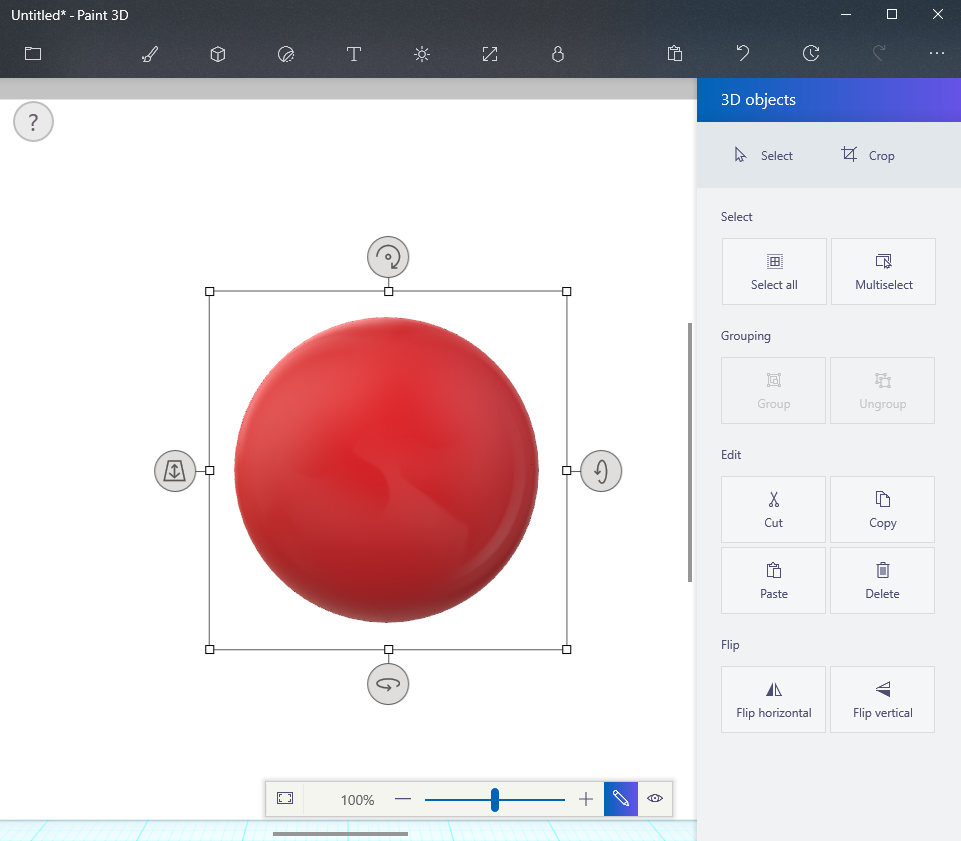 Untitled* - Paint 3D
?
3D objects
Select
Crop
Select
Select all
Multiselect
Grouping
Group
Ungroup
Edit
Cut
Copy
Paste
Delete
Flip
Flip horizontal
Flip vertical
100%